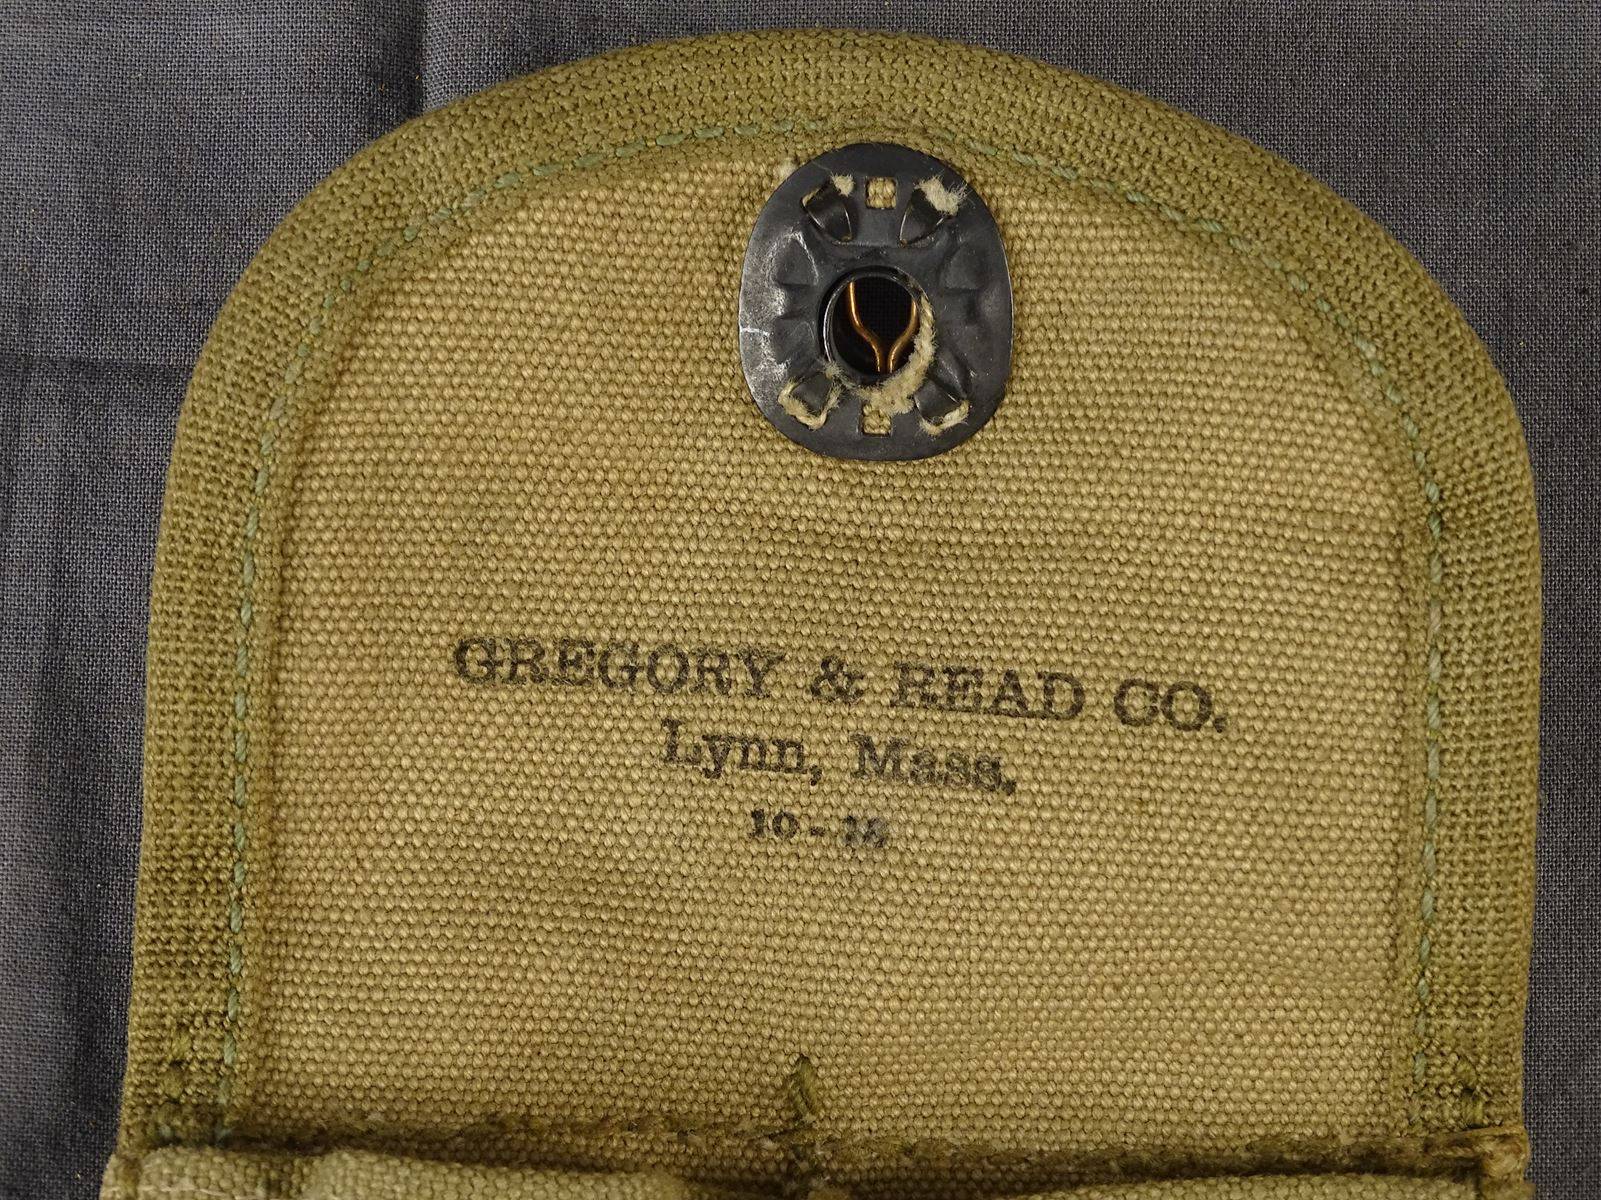 GREGORY & READ CO.
Lynn, Mass.
10-18